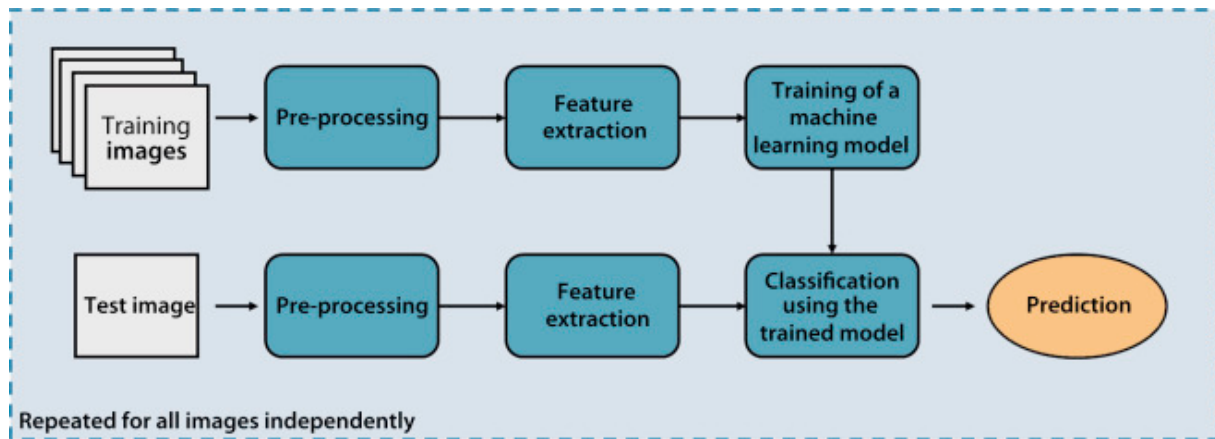 Training
images
Pre-processing
Feature
extraction
Training of a
machine
learning model
Test image
Pre-processing
Feature
extraction
Classification
using the
trained model
Prediction
Repeated for all images independently